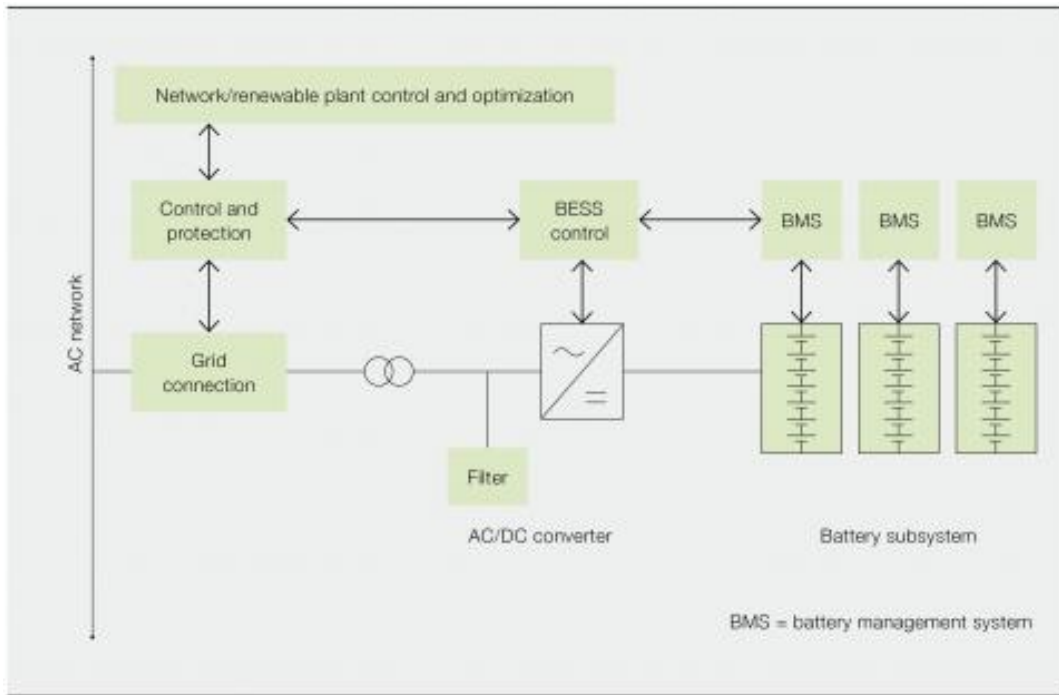 Network/renewable plant control and optimization
Control and
protection
BESS
control
BMS
BMS
BMS
AC network
Grid
connection
Filter
AC/DC converter
Battery subsystem
BMS = battery management system